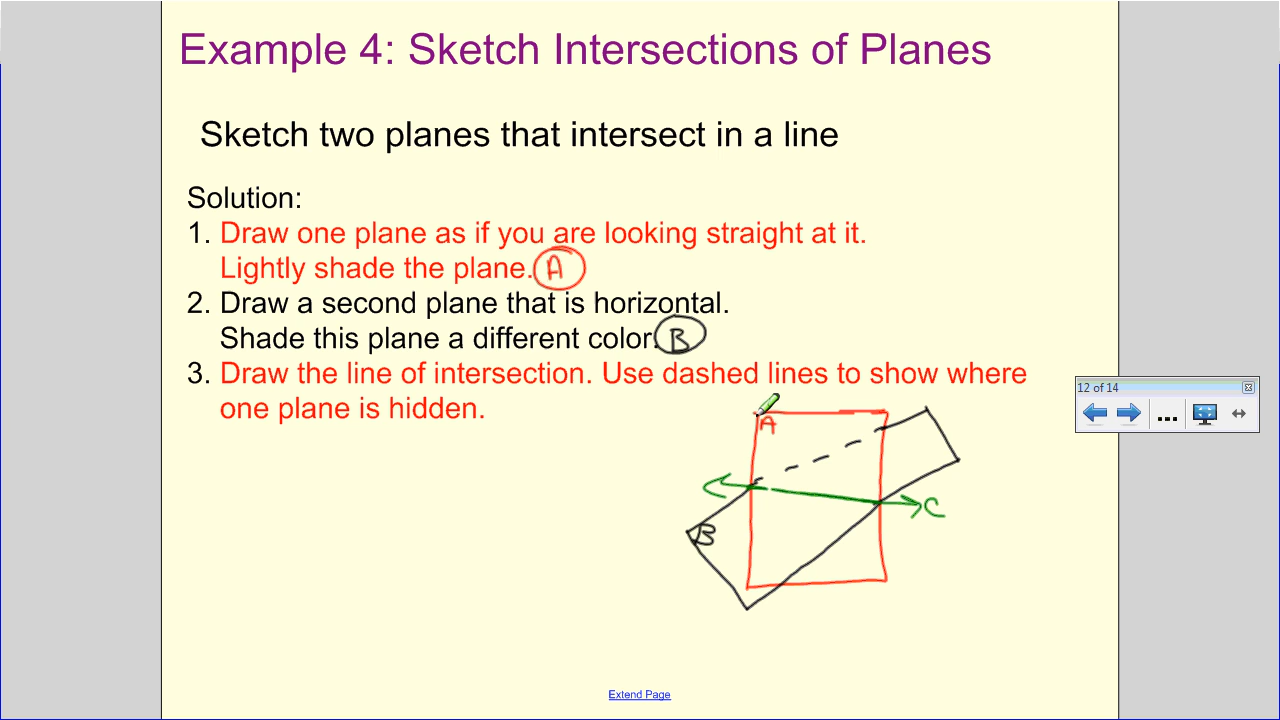 Example 4: Sketch Intersections of Planes
Sketch two planes that intersect in a line
Solution:
1. Draw one plane as if you are looking straight at it.
Lightly shade the plane. A
2. Draw a second plane that is horizontal.
Shade this plane a different color. B
3. Draw the line of intersection. Use dashed lines to show where
one plane is hidden.
12 of 14
...
A
C
B
Extend Page